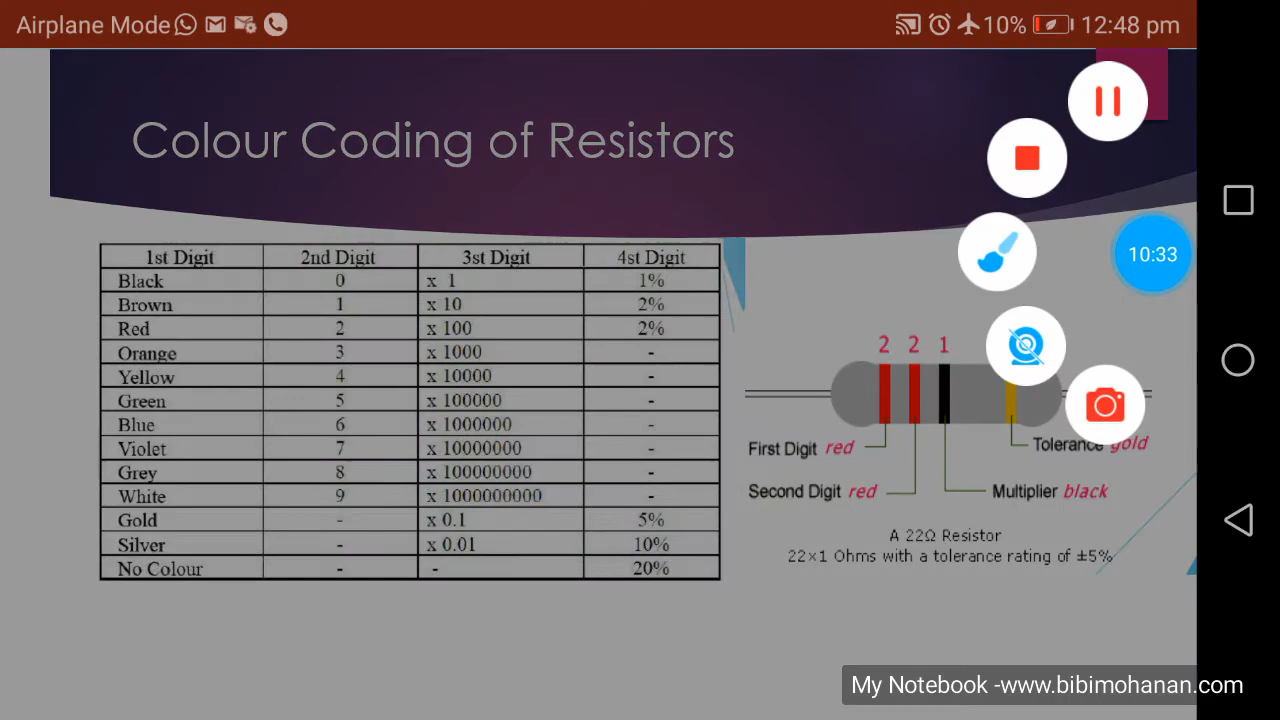 Airplane Mode 10% 12:48 pm
Colour Coding of Resistors
10:33
1st Digit 2nd Digit 3st Digit 4st Digit
Black 0 x 1 1%
Brown 1 x 10 2%
Red 2 x 100 2%
Orange 3 x 1000 -
Yellow 4 x 10000 -
Green 5 x 100000 -
Blue 6 x 1000000 -
Violet 7 x 10000000 -
Grey 8 x 100000000 -
White 9 x 1000000000 -
Gold - x 0.1 5%
Silver - x 0.01 10%
No Colour - - 20%
2 2 1
First Digit red
Tolerance gold
Second Digit red
Multiplier black
A 22Ω Resistor
22×1 Ohms with a tolerance rating of ±5%
My Notebook -www.bibimohanan.com